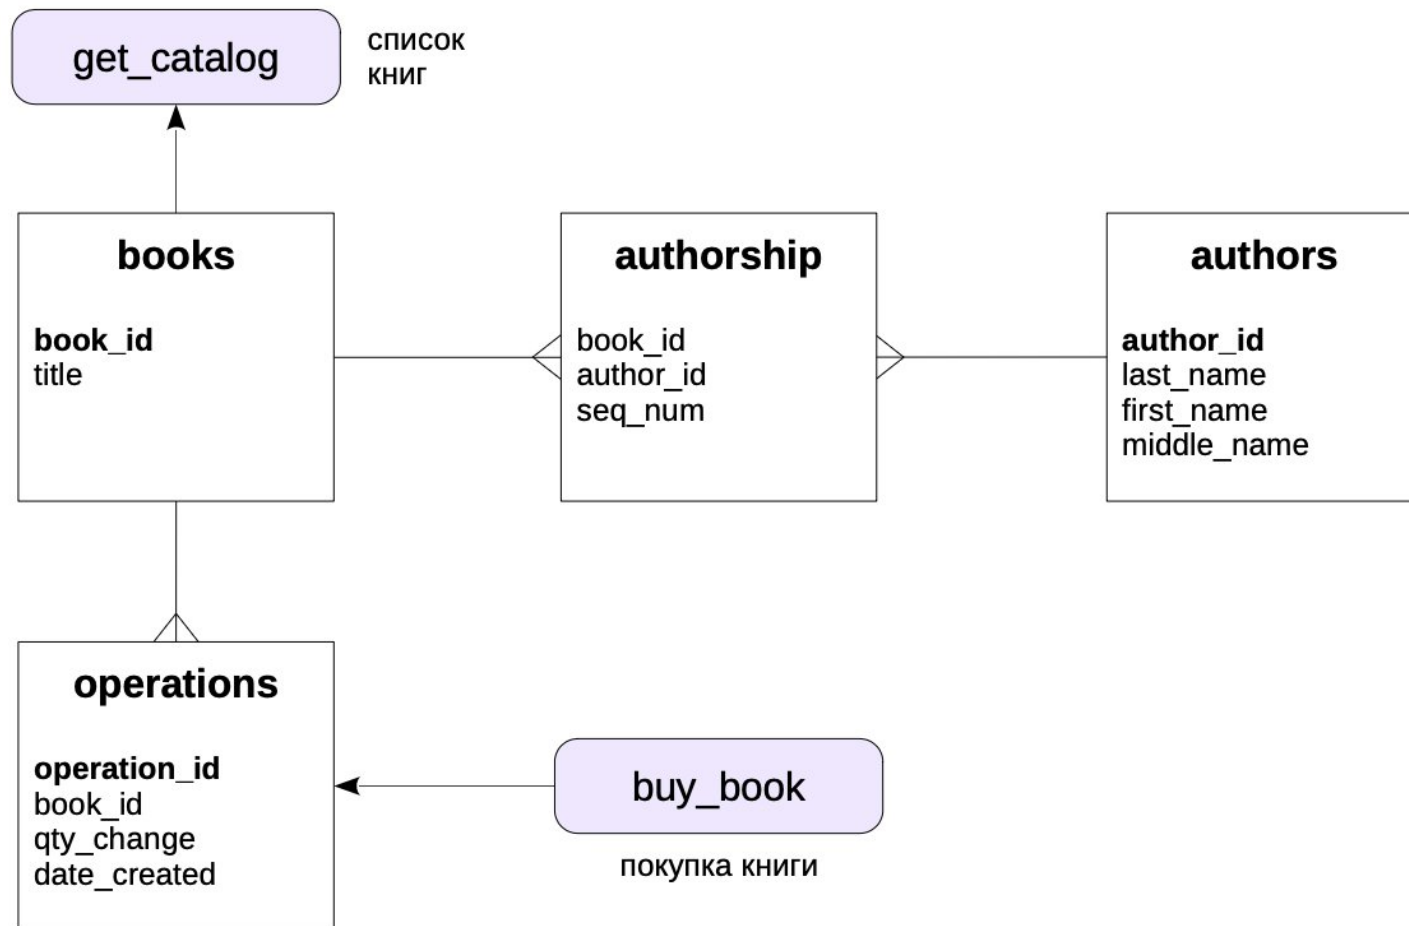 get_catalog
список
книг
books
book_id
title
authorship
book_id
author_id
seq_num
authors
author_id
last_name
first_name
middle_name
operations
operation_id
book_id
qty_change
date_created
buy_book
покупка книги